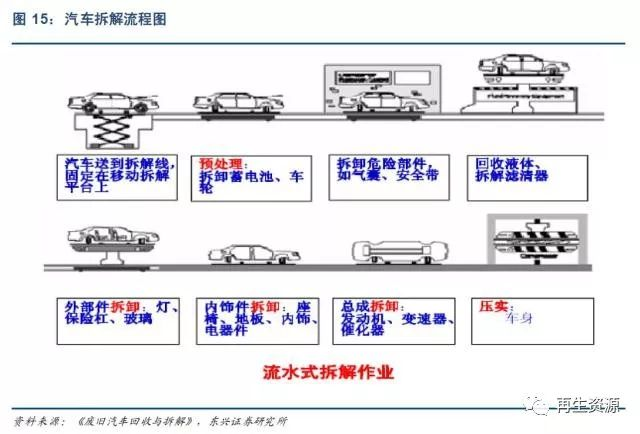 图 15：汽车拆解流程图
汽车送到拆解线，
固定在移动拆解
平台上
预处理：
拆卸蓄电池、车
轮
拆卸危险部件，
如气囊、安全带
回收液体、
拆解滤清器
外部件拆卸：灯、
保险杠、玻璃
内饰件拆卸：座
椅、地板、内饰、
电器件
总成拆卸：
发动机、变速器、
催化器
压实：
车身
流水式拆解作业
再生资源
资料来源：《废旧汽车回收与拆解》，东兴证券研究所